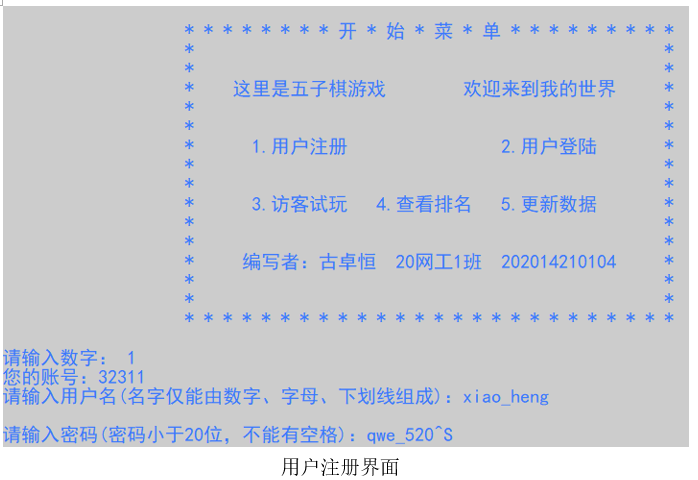 * * * * * * * * 开 * 始 * 菜 * 单 * * * * * * * * *
* *
* *
* 这里是五子棋游戏 欢迎来到我的世界 *
* *
* *
* 1.用户注册 2.用户登陆 *
* *
* *
* 3.访客试玩 4.查看排名 5.更新数据 *
* *
* *
* 编写者: 古卓恒 20网工1班 202014210104 *
* *
* *
* * * * * * * * * * * * * * * * * * * * * * * * * *
请输入数字: 1
您的账号: 32311
请输入用户名(名字仅能由数字、字母、下划线组成): xiao_heng
请输入密码(密码小于20位, 不能有空格): qwe_520^S
用户注册界面